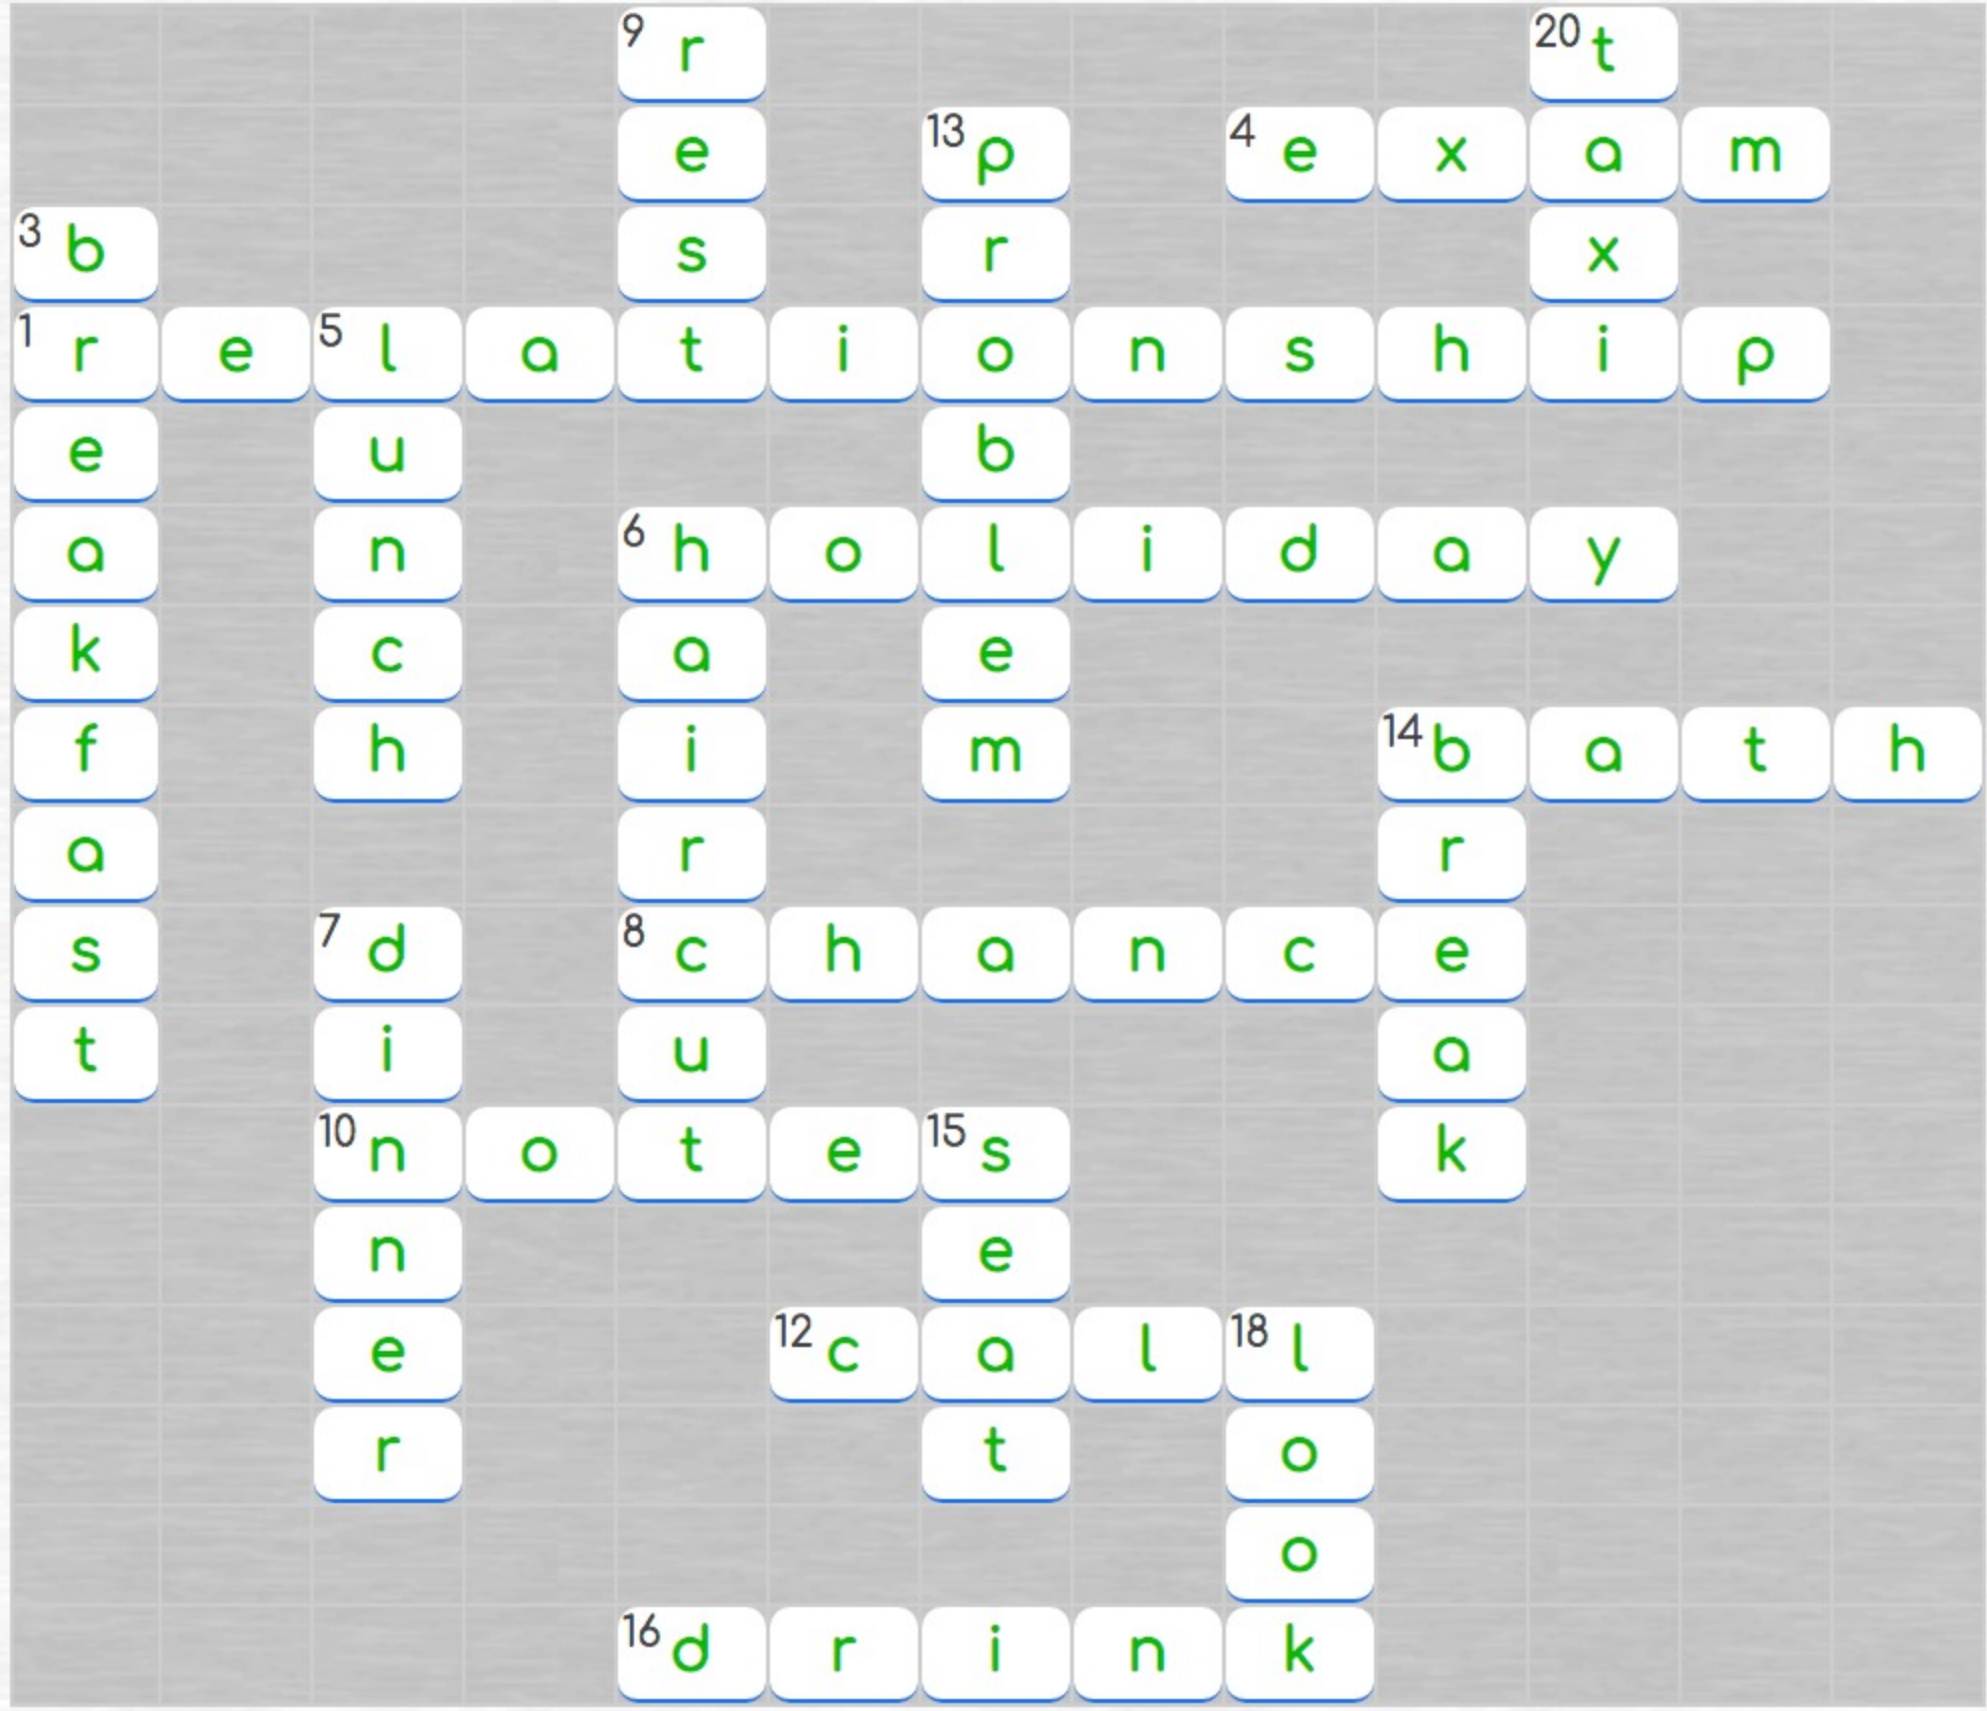 9 r 20 t
e 13 p 4 e x a m
3 b s r x
1 r e 5 l a t i o n s h i p
e u b
a n 6 h o l i d a y
k c a e
f h i m 14 b a t h
a r r
s 7 d 8 c h a n c e
t i u a
10 n o t e 15 s k
n e
e 12 c a l 18 l
r t o
o
16 d r i n k